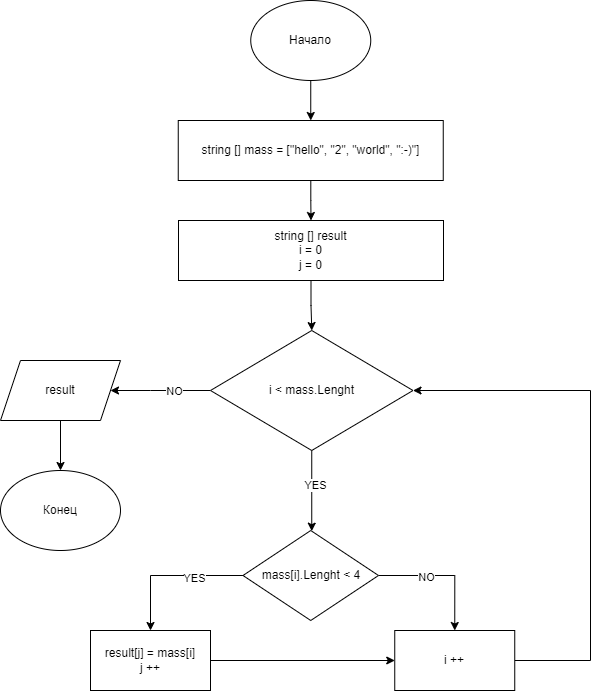 Начало
string [] mass = ["hello", "2", "world", ":-)"]
string [] result
i = 0
j = 0
i < mass.Lenght
NO
result
Конец
YES
mass[i].Lenght < 4
YES
NO
result[j] = mass[i]
j ++
i ++